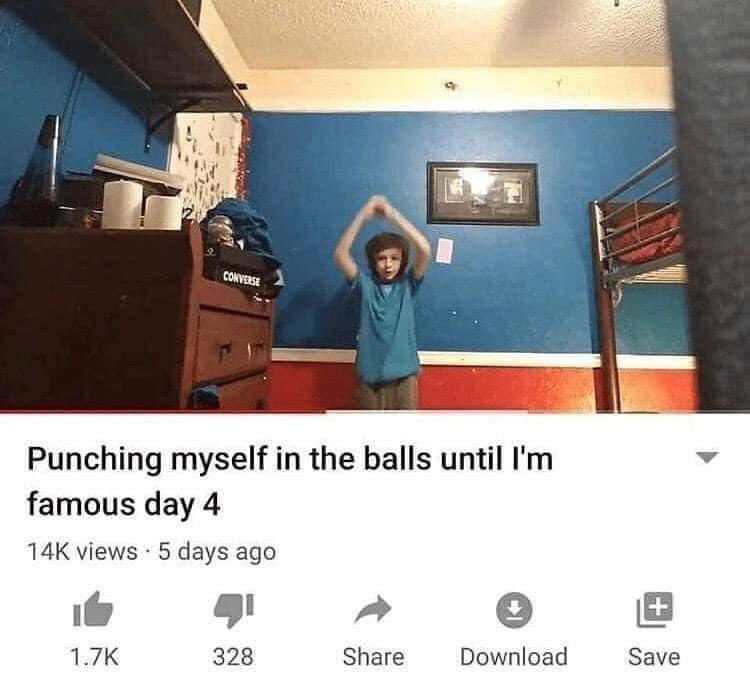 CONVERSE
Punching myself in the balls until I'm
famous day 4
14K views · 5 days ago
1.7K
328
Share
Download
Save